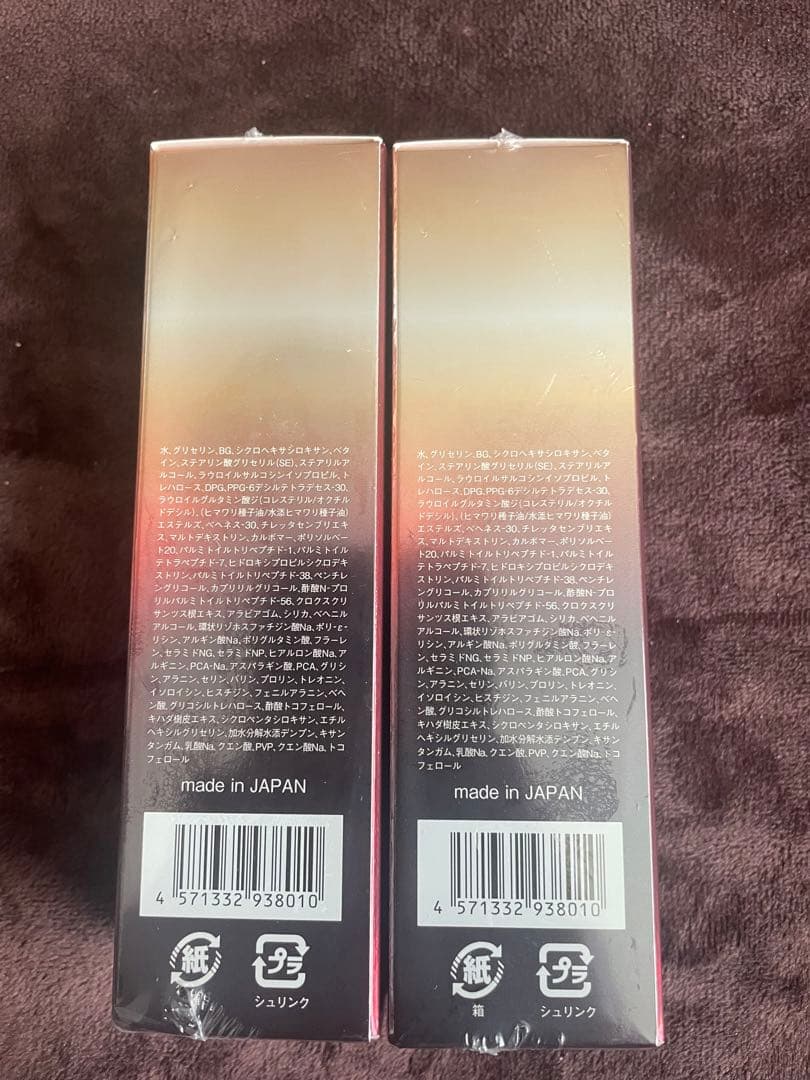 水、グリセリン、BG、シクロヘキサシロキサン、ベタ
イン、ステアリン酸グリセリル(SE)、ステアリルア
ルコール、ラウロイルサルコシンイソプロピル、ト
レハロース、DPG、PPG-6デシルテトラデセス-30、
ラウロイルグルタミン酸ジ(コレステリル/オクチル
ドデシル)、(ヒマワリ種子油/水添ヒマワリ種子油)
エステルズ、ベヘネス-30、チレッタセンブリエキ
ス、マルトデキストリン、カルボマー、ポリソルベー
ト20、パルミトイルトリペプチド-1、パルミトイル
テトラペプチド-7、ヒドロキシプロピルシクロデキ
ストリン、パルミトイルトリペプチド-38、ペンチレ
ングリコール、カプリリルグリコール、酢酸N-プロ
リルパルミトイルトリペプチド-56、クロクスクリ
サンツス根エキス、アラビアゴム、シリカ、ベヘニル
アルコール、環状リゾホスファチジン酸Na、ポリ-ε-
リシン、アルギン酸Na、ポリグルタミン酸、フラーレ
ン、セラミドNG、セラミドNP、ヒアルロン酸Na、ア
ルギニン、PCA-Na、アスパラギン酸、PCA、グリシ
ン、アラニン、セリン、バリン、プロリン、トレオニン、
イソロイシン、ヒスチジン、フェニルアラニン、ベヘ
ン酸、グリコシルトレハロース、酢酸トコフェロール、
キハダ樹皮エキス、シクロペンタシロキサン、エチル
ヘキシルグリセリン、加水分解水添デンプン、キサン
タンガム、乳酸Na、クエン酸、PVP、クエン酸Na、トコ
フェロール
made in JAPAN
4 571332 938010
紙
プラ
シュリンク
水、グリセリン、BG、シクロヘキサシロキサン、ベタ
イン、ステアリン酸グリセリル(SE)、ステアリルア
ルコール、ラウロイルサルコシンイソプロピル、ト
レハロース、DPG、PPG-6デシルテトラデセス-30、
ラウロイルグルタミン酸ジ(コレステリル/オクチル
ドデシル)、(ヒマワリ種子油/水添ヒマワリ種子油)
エステルズ、ベヘネス-30、チレッタセンブリエキ
ス、マルトデキストリン、カルボマー、ポリソルベー
ト20、パルミトイルトリペプチド-1、パルミトイル
テトラペプチド-7、ヒドロキシプロピルシクロデキ
ストリン、パルミトイルトリペプチド-38、ペンチレ
ングリコール、カプリリルグリコール、酢酸N-プロ
リルパルミトイルトリペプチド-56、クロクスクリ
サンツス根エキス、アラビアゴム、シリカ、ベヘニル
アルコール、環状リゾホスファチジン酸Na、ポリ-ε-
リシン、アルギン酸Na、ポリグルタミン酸、フラーレ
ン、セラミドNG、セラミドNP、ヒアルロン酸Na、ア
ルギニン、PCA-Na、アスパラギン酸、PCA、グリシ
ン、アラニン、セリン、バリン、プロリン、トレオニン、
イソロイシン、ヒスチジン、フェニルアラニン、ベヘ
ン酸、グリコシルトレハロース、酢酸トコフェロール、
キハダ樹皮エキス、シクロペンタシロキサン、エチル
ヘキシルグリセリン、加水分解水添デンプン、キサン
タンガム、乳酸Na、クエン酸、PVP、クエン酸Na、トコ
フェロール
made in JAPAN
4 571332 938010
紙
箱
プラ
シュリンク